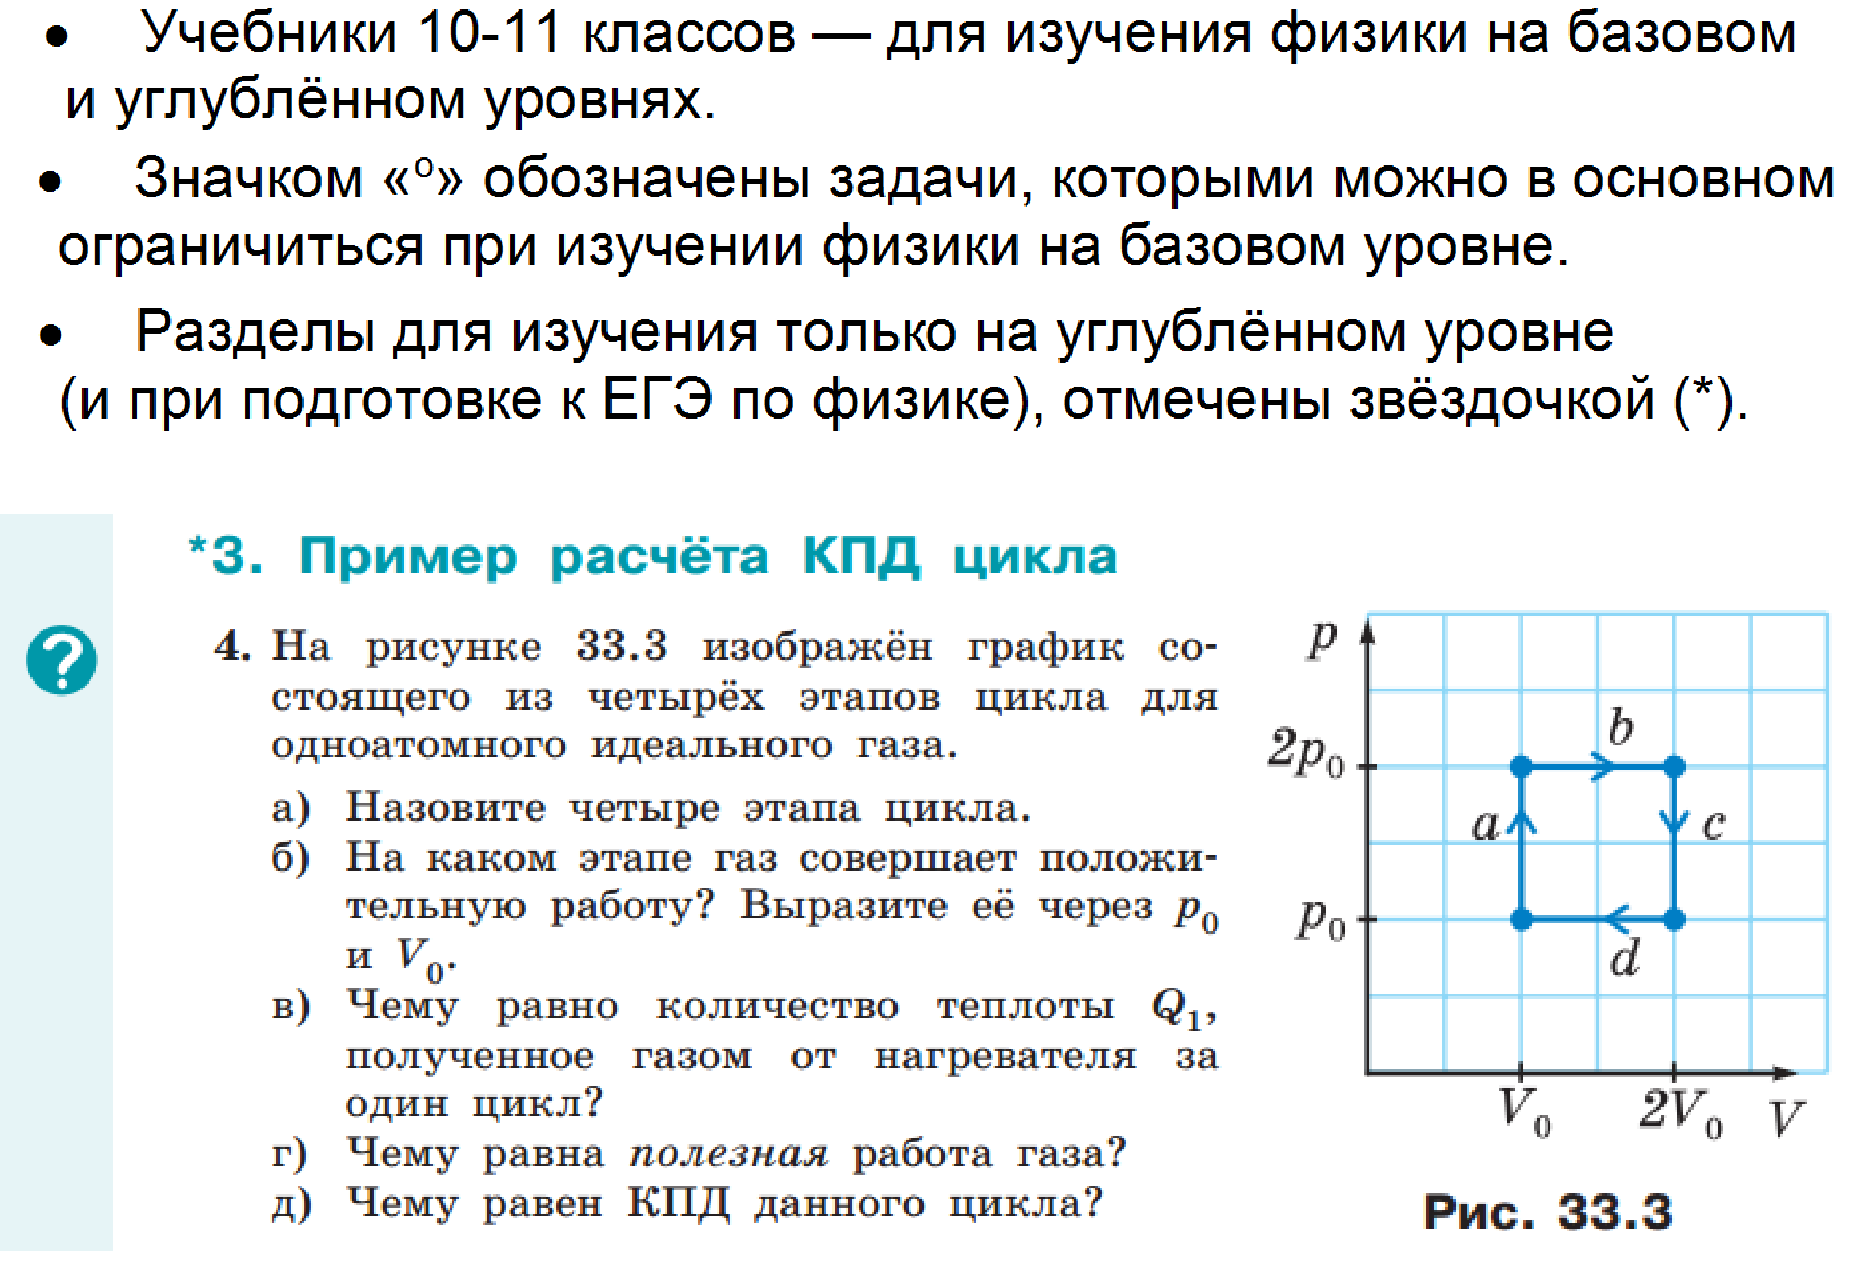 • Учебники 10-11 классов — для изучения физики на базовом
и углублённом уровнях.
• Значком «º» обозначены задачи, которыми можно в основном
ограничиться при изучении физики на базовом уровне.
• Разделы для изучения только на углублённом уровне
(и при подготовке к ЕГЭ по физике), отмечены звёздочкой (*).
*3. Пример расчёта КПД цикла
?
4. На рисунке 33.3 изображён график со-
стоящего из четырёх этапов цикла для
одноатомного идеального газа.
а) Назовите четыре этапа цикла.
б) На каком этапе газ совершает положи-
тельную работу? Выразите её через p₀
и V₀.
в) Чему равно количество теплоты Q₁,
полученное газом от нагревателя за
один цикл?
г) Чему равна полезная работа газа?
д) Чему равен КПД данного цикла?
p
2p₀
p₀
a
b
c
d
V₀
2V₀
V
Рис. 33.3